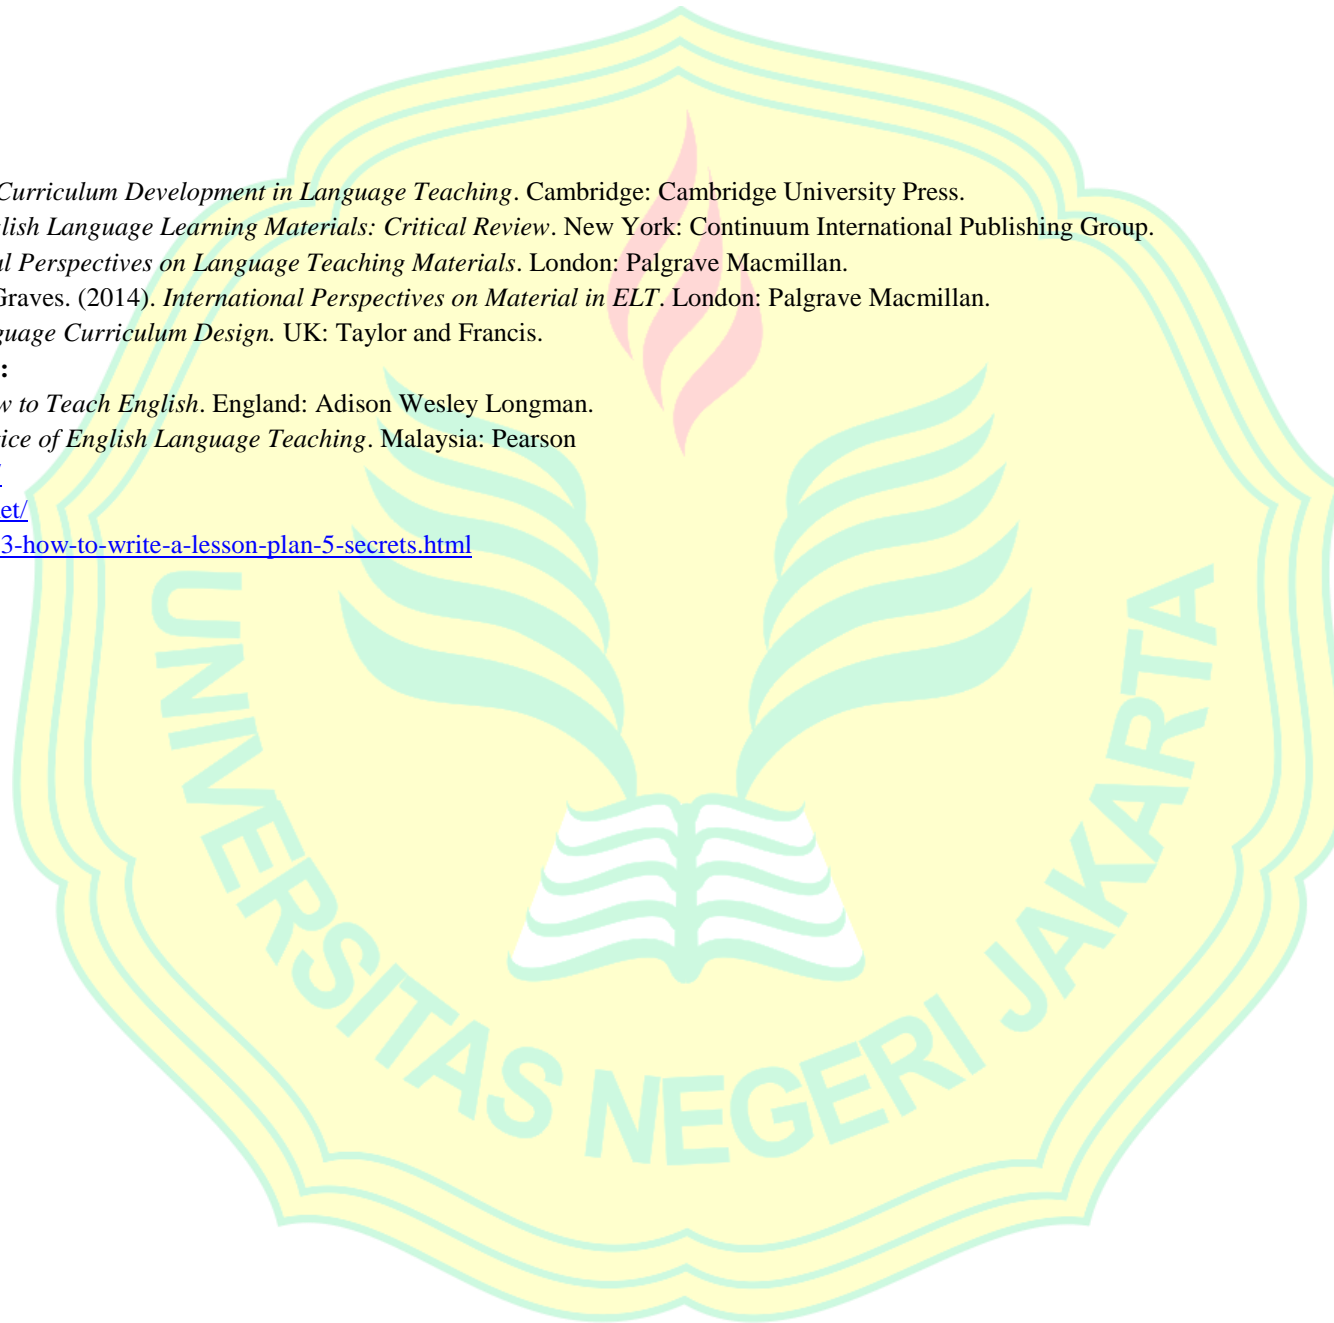 Curriculum Development in Language Teaching. Cambridge: Cambridge University Press.
lish Language Learning Materials: Critical Review. New York: Continuum International Publishing Group.
al Perspectives on Language Teaching Materials. London: Palgrave Macmillan.
Graves. (2014). International Perspectives on Material in ELT. London: Palgrave Macmillan.
guage Curriculum Design. UK: Taylor and Francis.
:
w to Teach English. England: Adison Wesley Longman.
tice of English Language Teaching. Malaysia: Pearson
/
et/
3-how-to-write-a-lesson-plan-5-secrets.html
UNIVERSITAS NEGERI JAKARTA